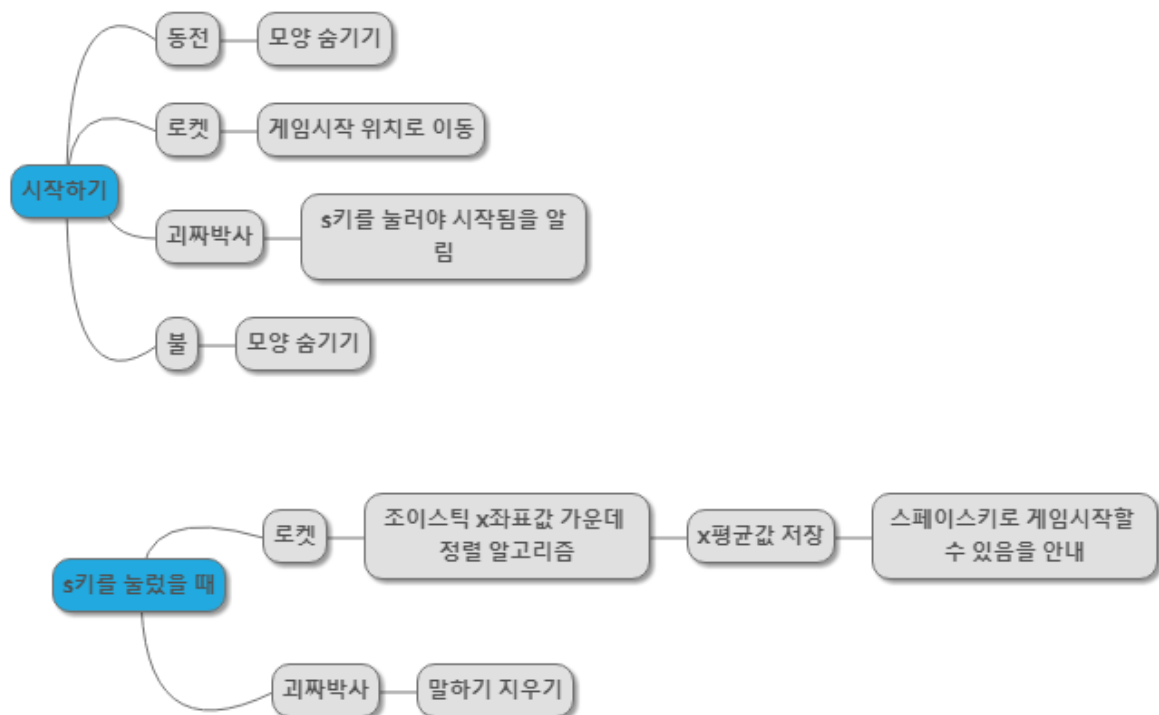 동전
모양 숨기기
로켓
게임시작 위치로 이동
시작하기
괴짜박사
s키를 눌러야 시작됨을 알
림
불
모양 숨기기
로켓
조이스틱 x좌표값 가운데
정렬 알고리즘
x평균값 저장
스페이스키로 게임시작할
수 있음을 안내
s키를 눌렀을 때
괴짜박사
말하기 지우기